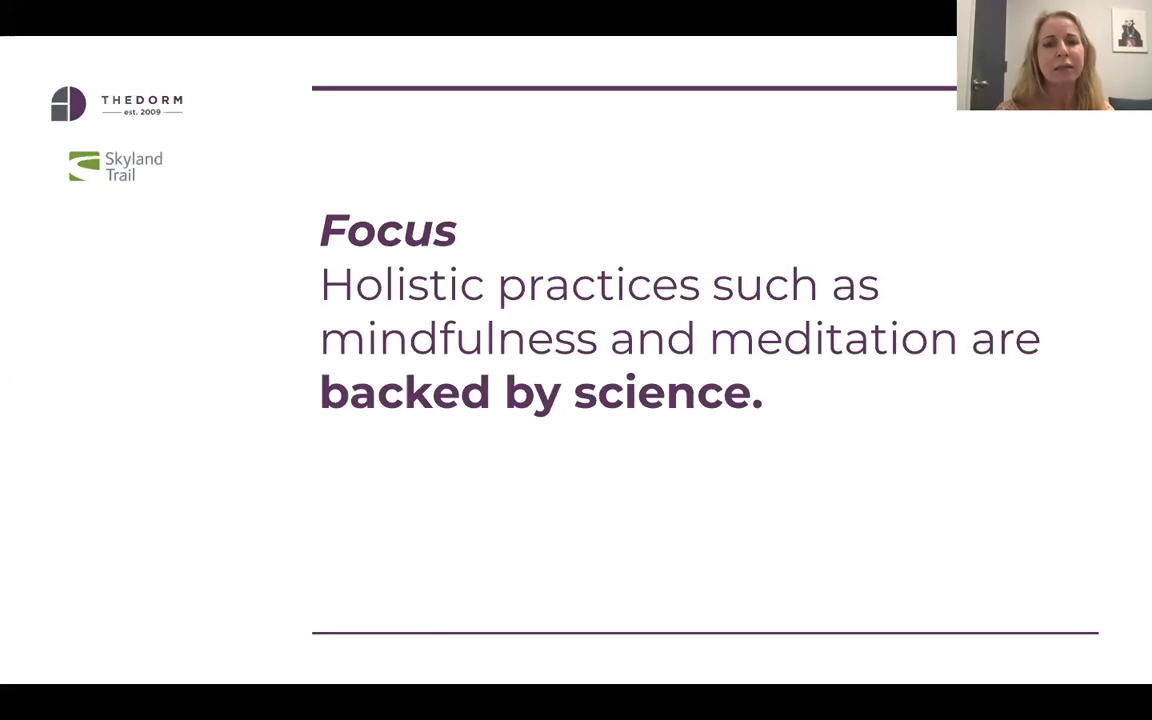 THEDORM
est. 2009
Skyland
Trail
Focus
Holistic practices such as
mindfulness and meditation are
backed by science.